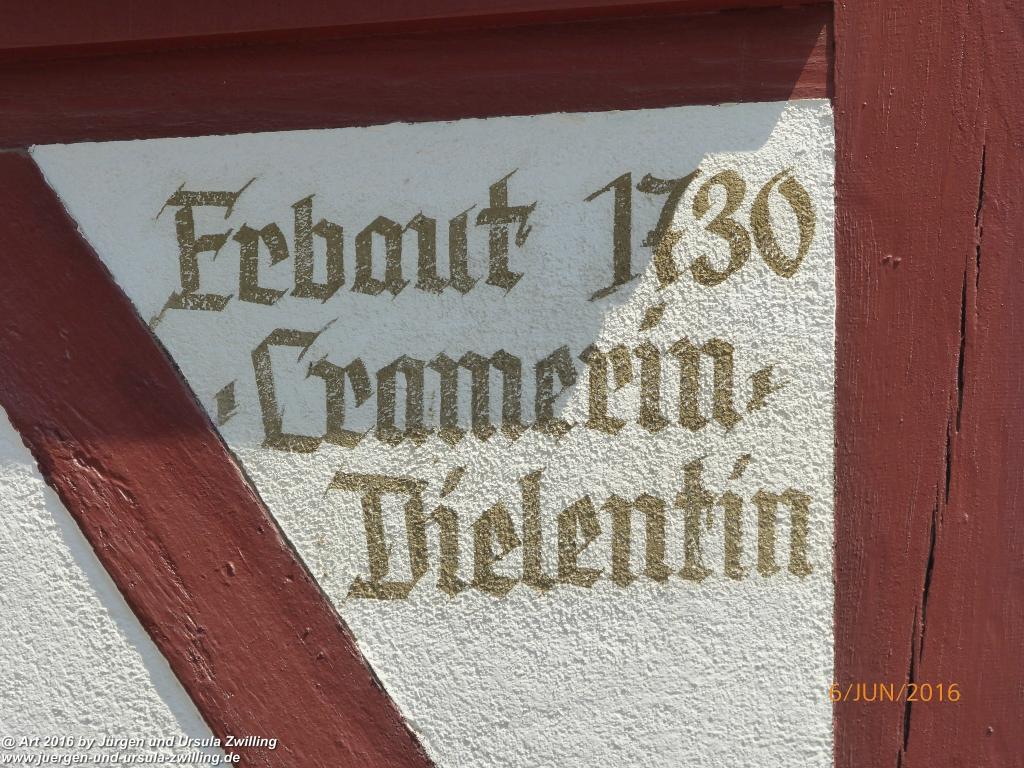 Erbaut 1730
·Cramerin·
Dielentin
6/JUN/2016
@ Art 2016 by Jürgen und Ursula Zwilling
www.juergen-und-ursula-zwilling.de